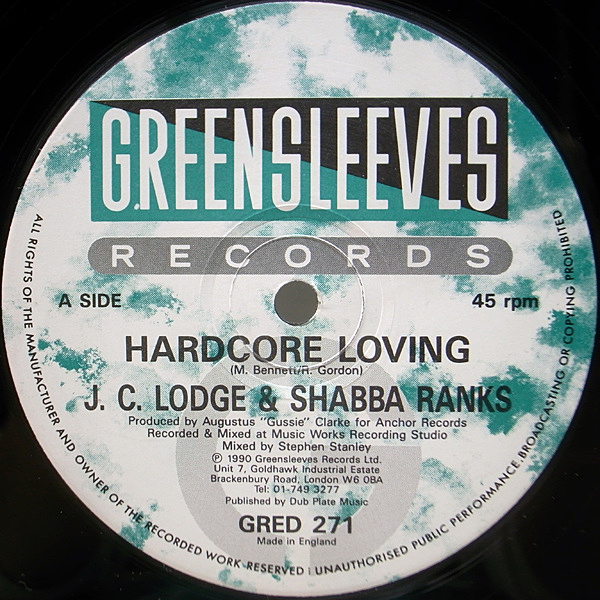 GREENSLEEVES
RECORDS
A SIDE
45 rpm
HARDCORE LOVING
(M. Bennett/R. Gordon)
J. C. LODGE & SHABBA RANKS
Produced by Augustus "Gussie" Clarke for Anchor Records
Recorded & Mixed at Music Works Recording Studio
Mixed by Stephen Stanley
℗ 1990 Greensleeves Records Ltd.
Unit 7, Goldhawk Industrial Estate
Brackenbury Road, London W6 0BA
Tel: 01-749 3277
Published by Dub Plate Music
GRED 271
Made in England
ALL RIGHTS OF THE MANUFACTURER AND OWNER OF THE RECORDED WORK RESERVED UNAUTHORISED PUBLIC PERFORMANCE, BROADCASTING OR COPYING PROHIBITED